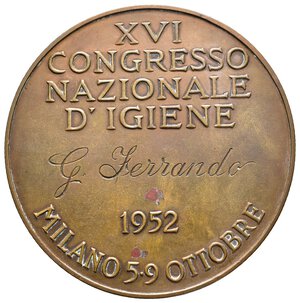 XVI
CONGRESSO
NAZIONALE
D'IGIENE
G. Ferrando
1952
MILANO 5·9 OTTOBRE